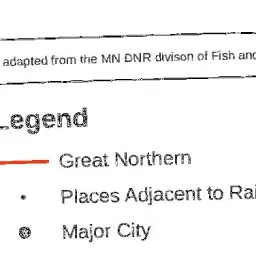 adapted from the MN DNR divison of Fish and
Legend
Great Northern
Places Adjacent to Rai
Major City